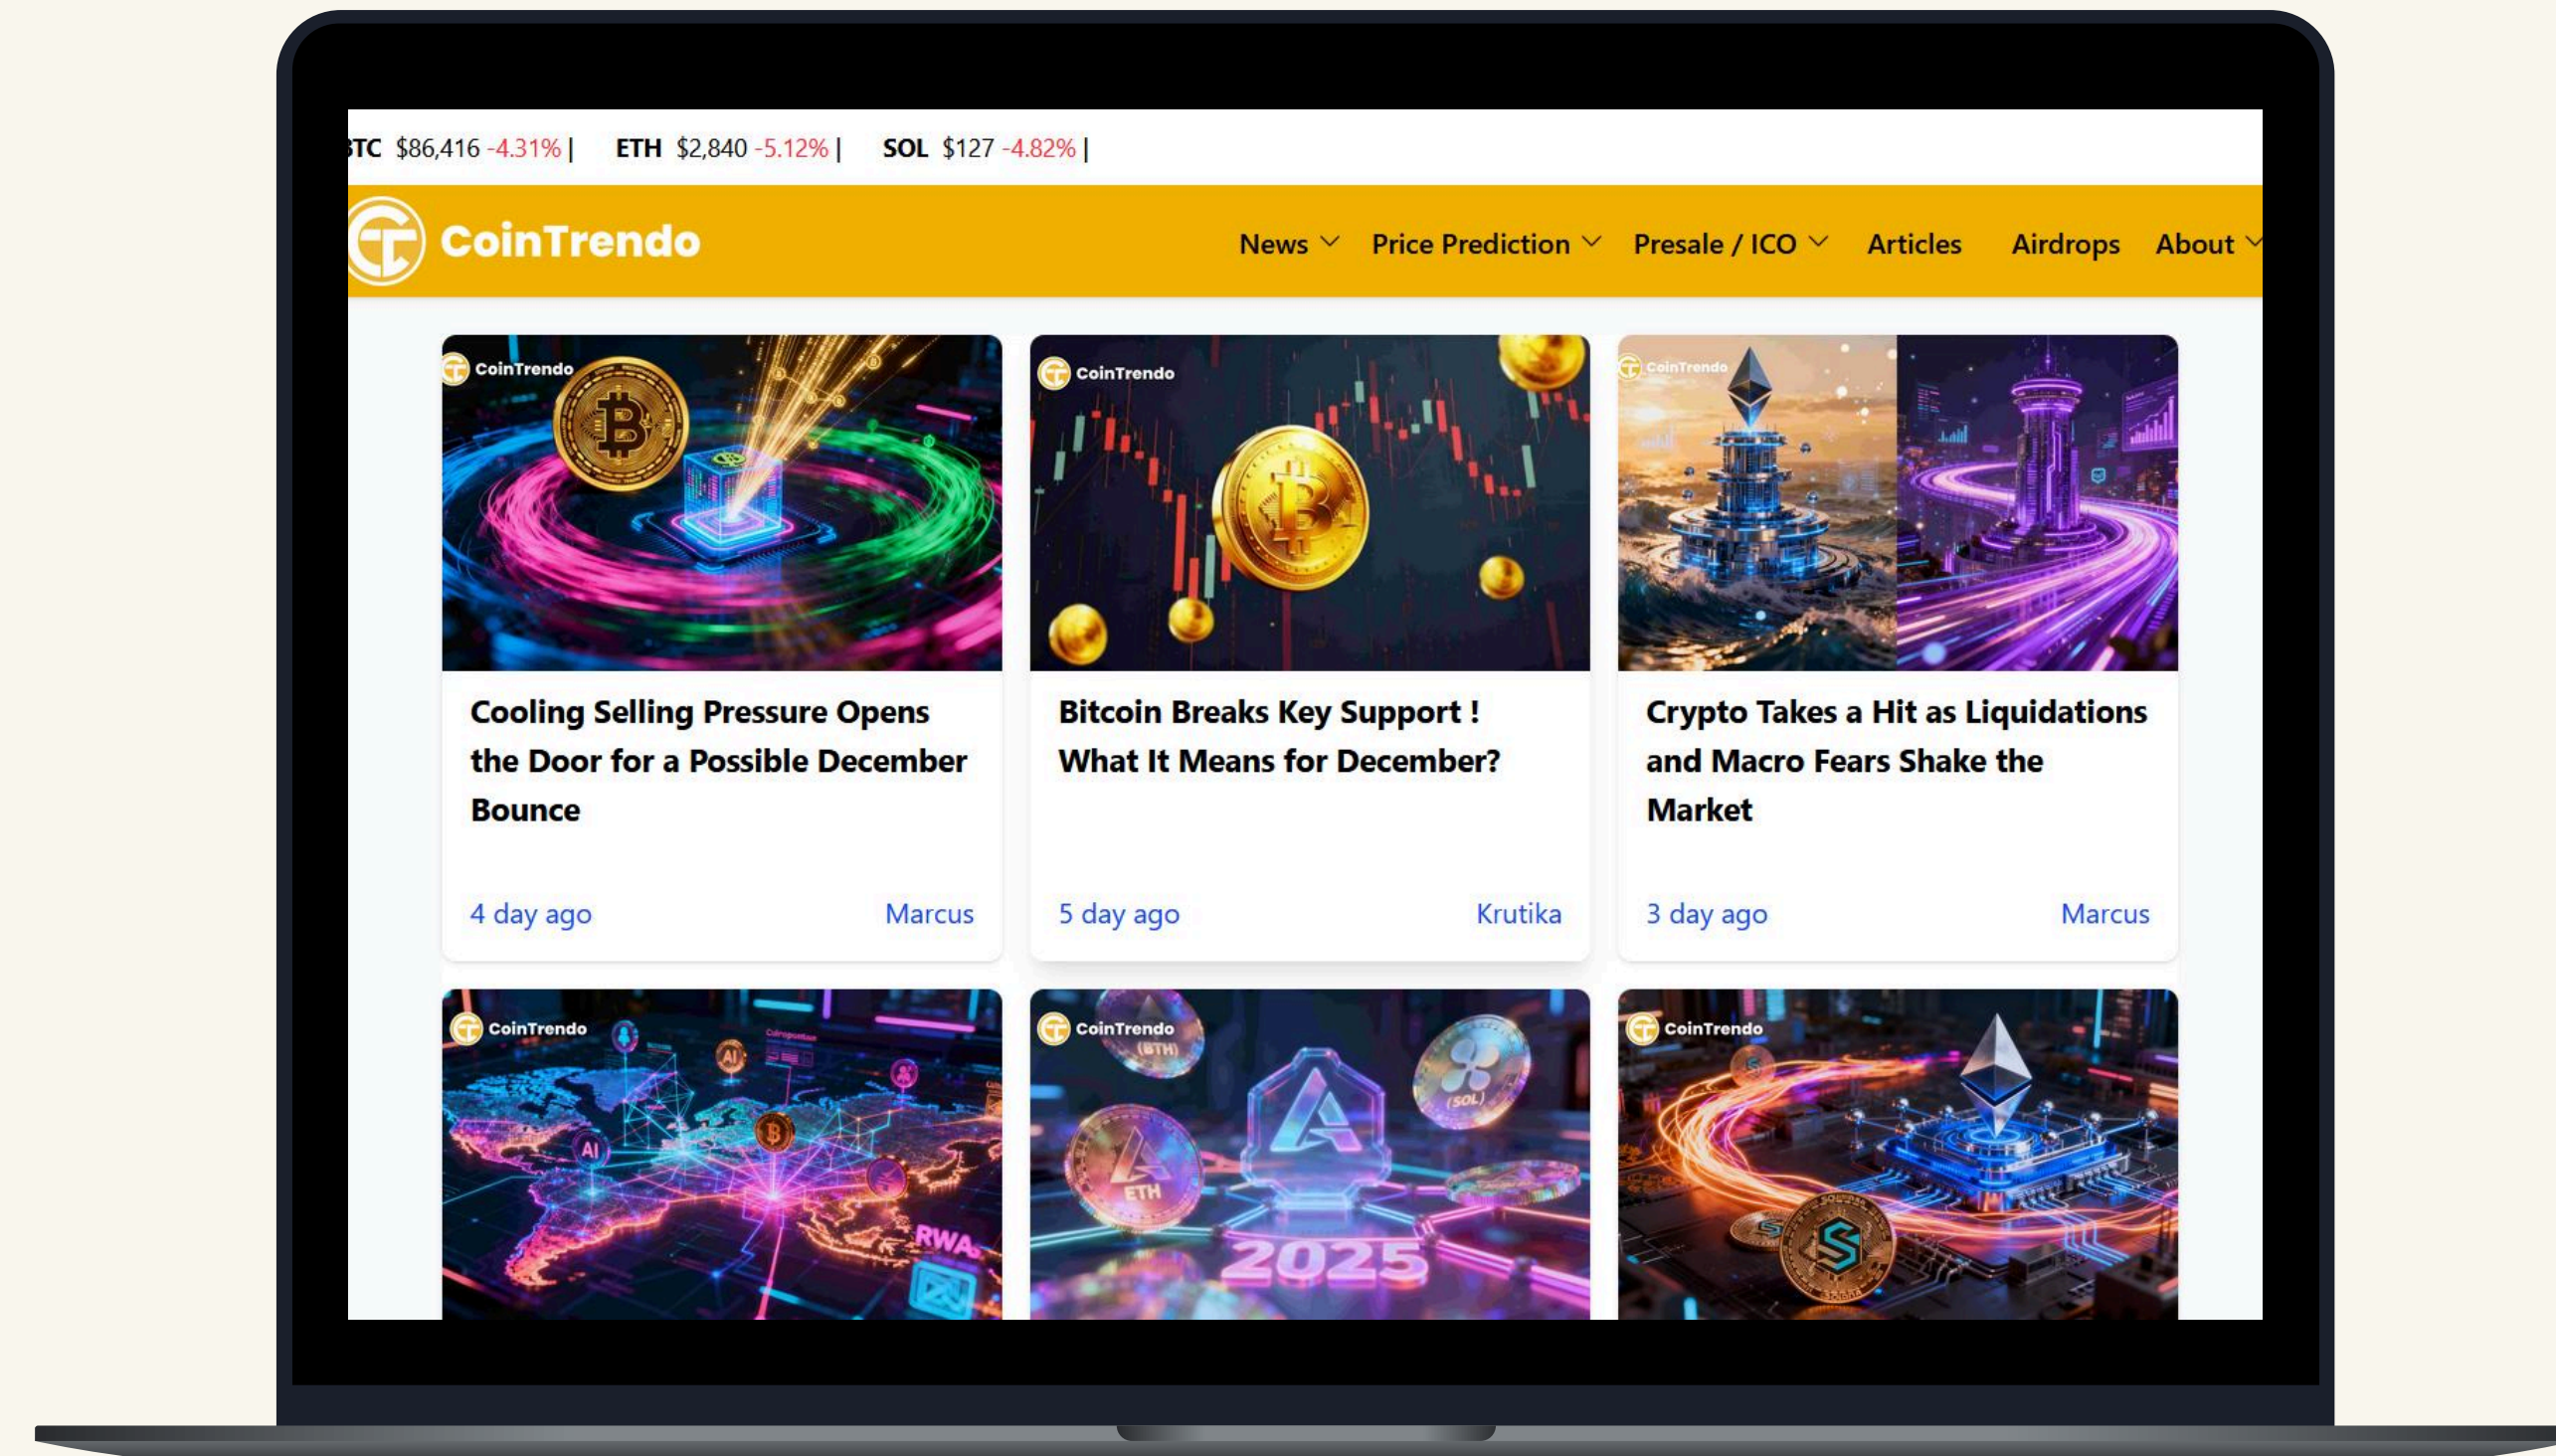 TC $86,416 -4.31% | ETH $2,840 -5.12% | SOL $127 -4.82% |
CoinTrendo
News Price Prediction Presale / ICO Articles Airdrops About
CoinTrendo
CoinTrendo
CoinTrendo
Cooling Selling Pressure Opens
the Door for a Possible December
Bounce
4 day ago Marcus
Bitcoin Breaks Key Support !
What It Means for December?
5 day ago Krutika
Crypto Takes a Hit as Liquidations
and Macro Fears Shake the
Market
3 day ago Marcus
CoinTrendo
AI
AI
RWA
CoinTrendo
(BTH)
(SOL)
ETH
2025
CoinTrendo